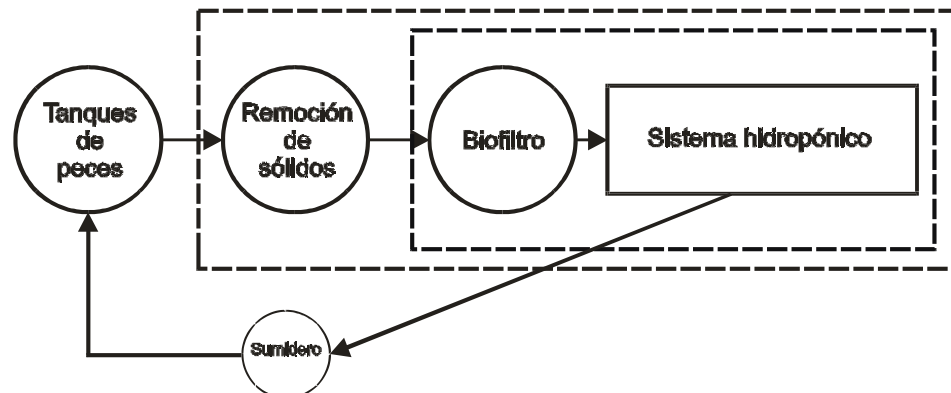 Tanques
de
peces
Remoción
de
sólidos
Biofiltro
Sistema hidropónico
Sumidero